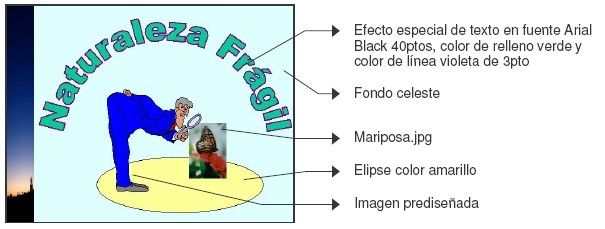 Naturaleza Frágil
Efecto especial de texto en fuente Arial
Black 40ptos, color de relleno verde y
color de línea violeta de 3pto
Fondo celeste
Mariposa.jpg
Elipse color amarillo
Imagen prediseñada